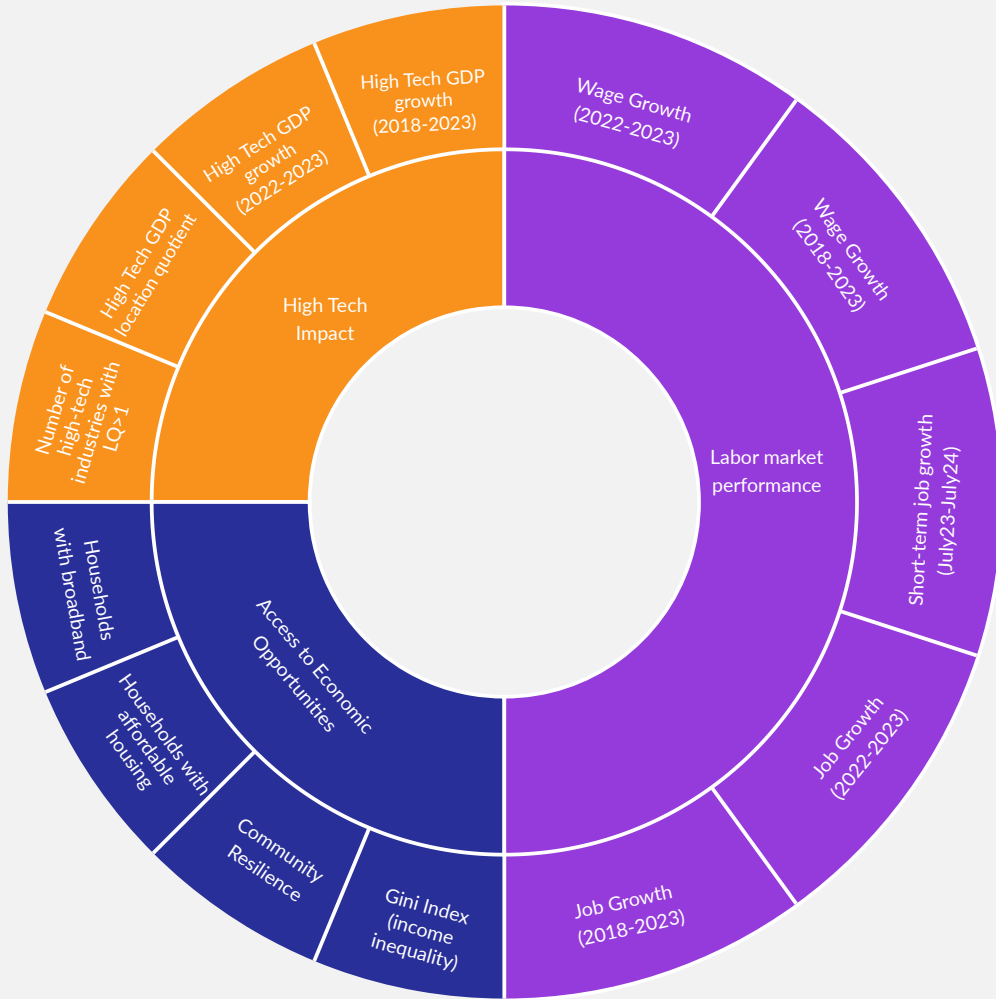 High Tech GDP
growth
(2018-2023)
Wage Growth
(2022-2023)
Wage Growth
(2018-2023)
Short-term job growth
(July23-July24)
Job Growth
(2022-2023)
Job Growth
(2018-2023)
Gini Index
(income
inequality)
Community
Resilience
Households with
affordable
housing
Households
with broadband
Number of
high-tech
industries with
LQ>1
High Tech GDP
location quotient
High Tech GDP
growth
(2022-2023)
High Tech
Impact
Labor market
performance
Access to Economic
Opportunities